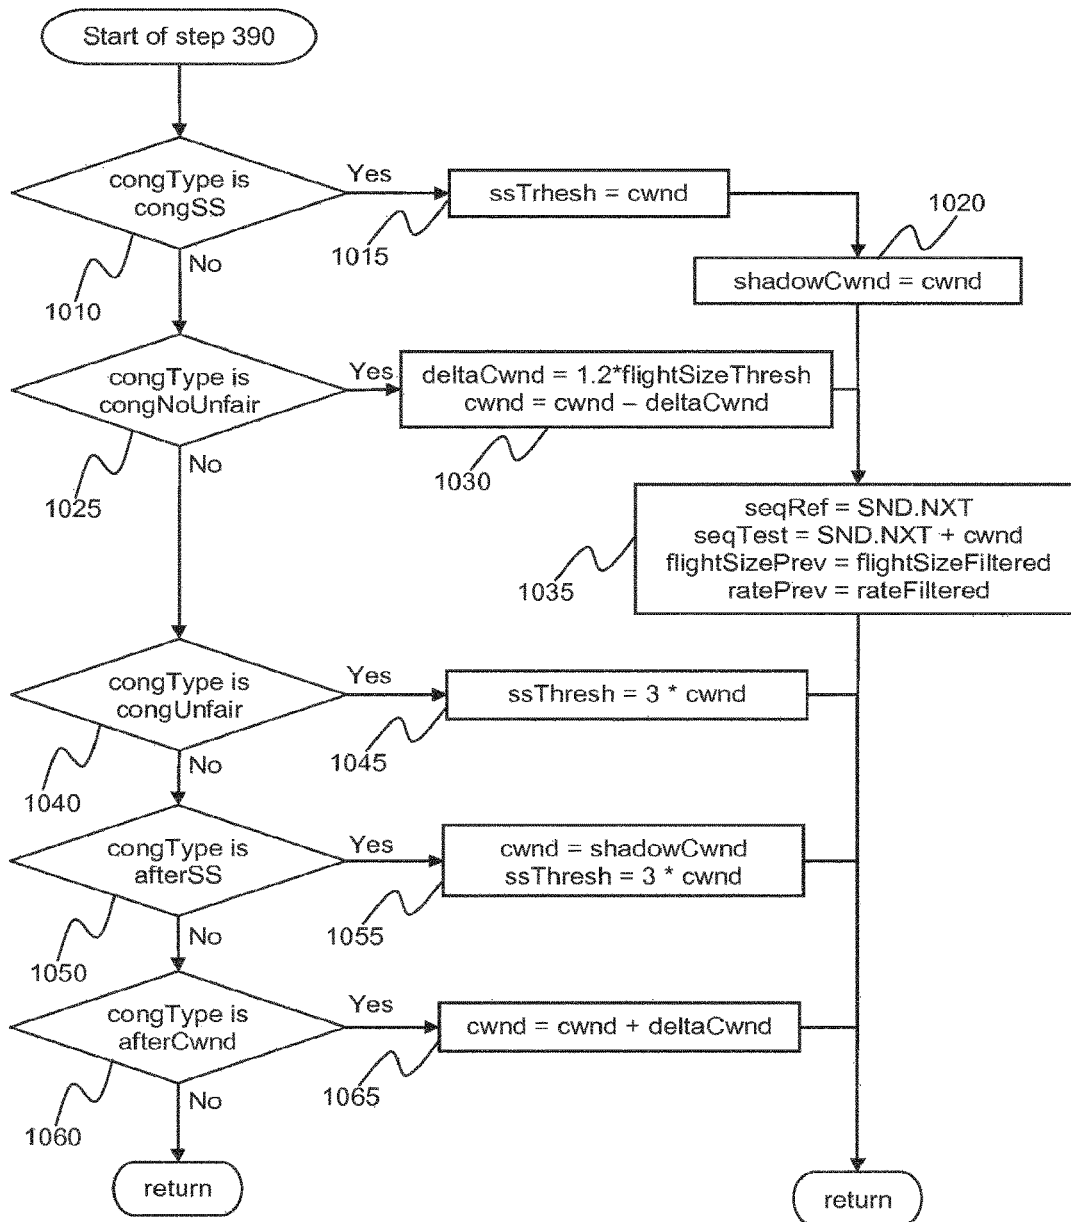 Start of step 390
congType is
congSS
Yes
No
1010
ssTrhesh = cwnd
1015
1020
shadowCwnd = cwnd
congType is
congNoUnfair
Yes
No
1025
deltaCwnd = 1.2*flightSizeThresh
cwnd = cwnd – deltaCwnd
1030
seqRef = SND.NXT
seqTest = SND.NXT + cwnd
flightSizePrev = flightSizeFiltered
ratePrev = rateFiltered
1035
congType is
congUnfair
Yes
No
1040
ssThresh = 3 * cwnd
1045
congType is
afterSS
Yes
No
1050
cwnd = shadowCwnd
ssThresh = 3 * cwnd
1055
congType is
afterCwnd
Yes
No
1060
cwnd = cwnd + deltaCwnd
1065
return
return